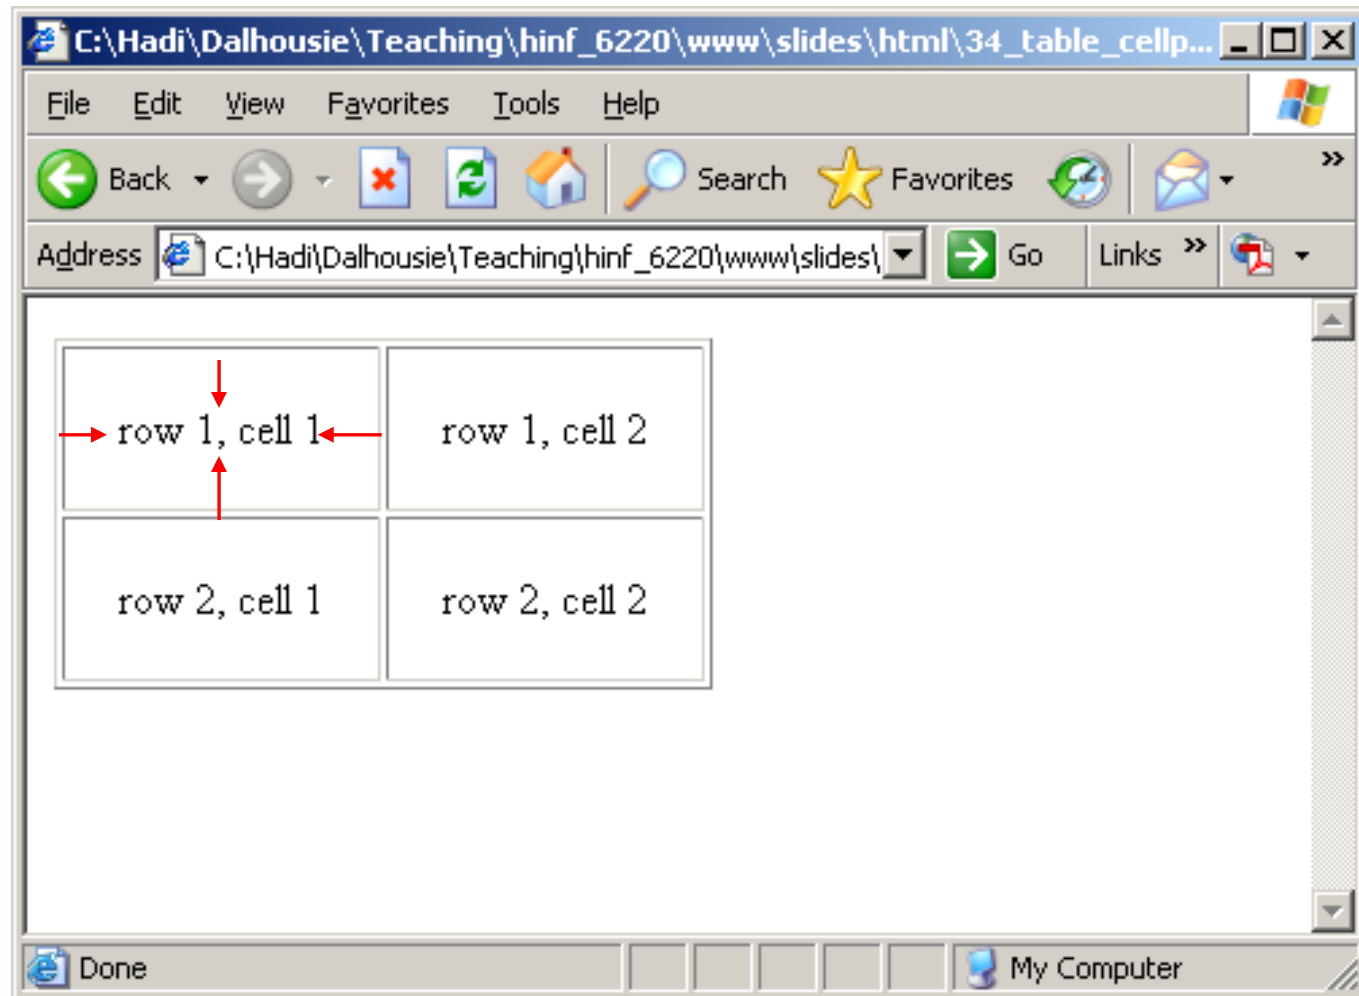 C:\Hadi\Dalhousie\Teaching\hinf_6220\www\slides\html\34_table_cellp...
File Edit View Favorites Tools Help
Back Search Favorites »
Address C:\Hadi\Dalhousie\Teaching\hinf_6220\www\slides\ Go Links »
row 1, cell 1 row 1, cell 2
row 2, cell 1 row 2, cell 2
Done My Computer